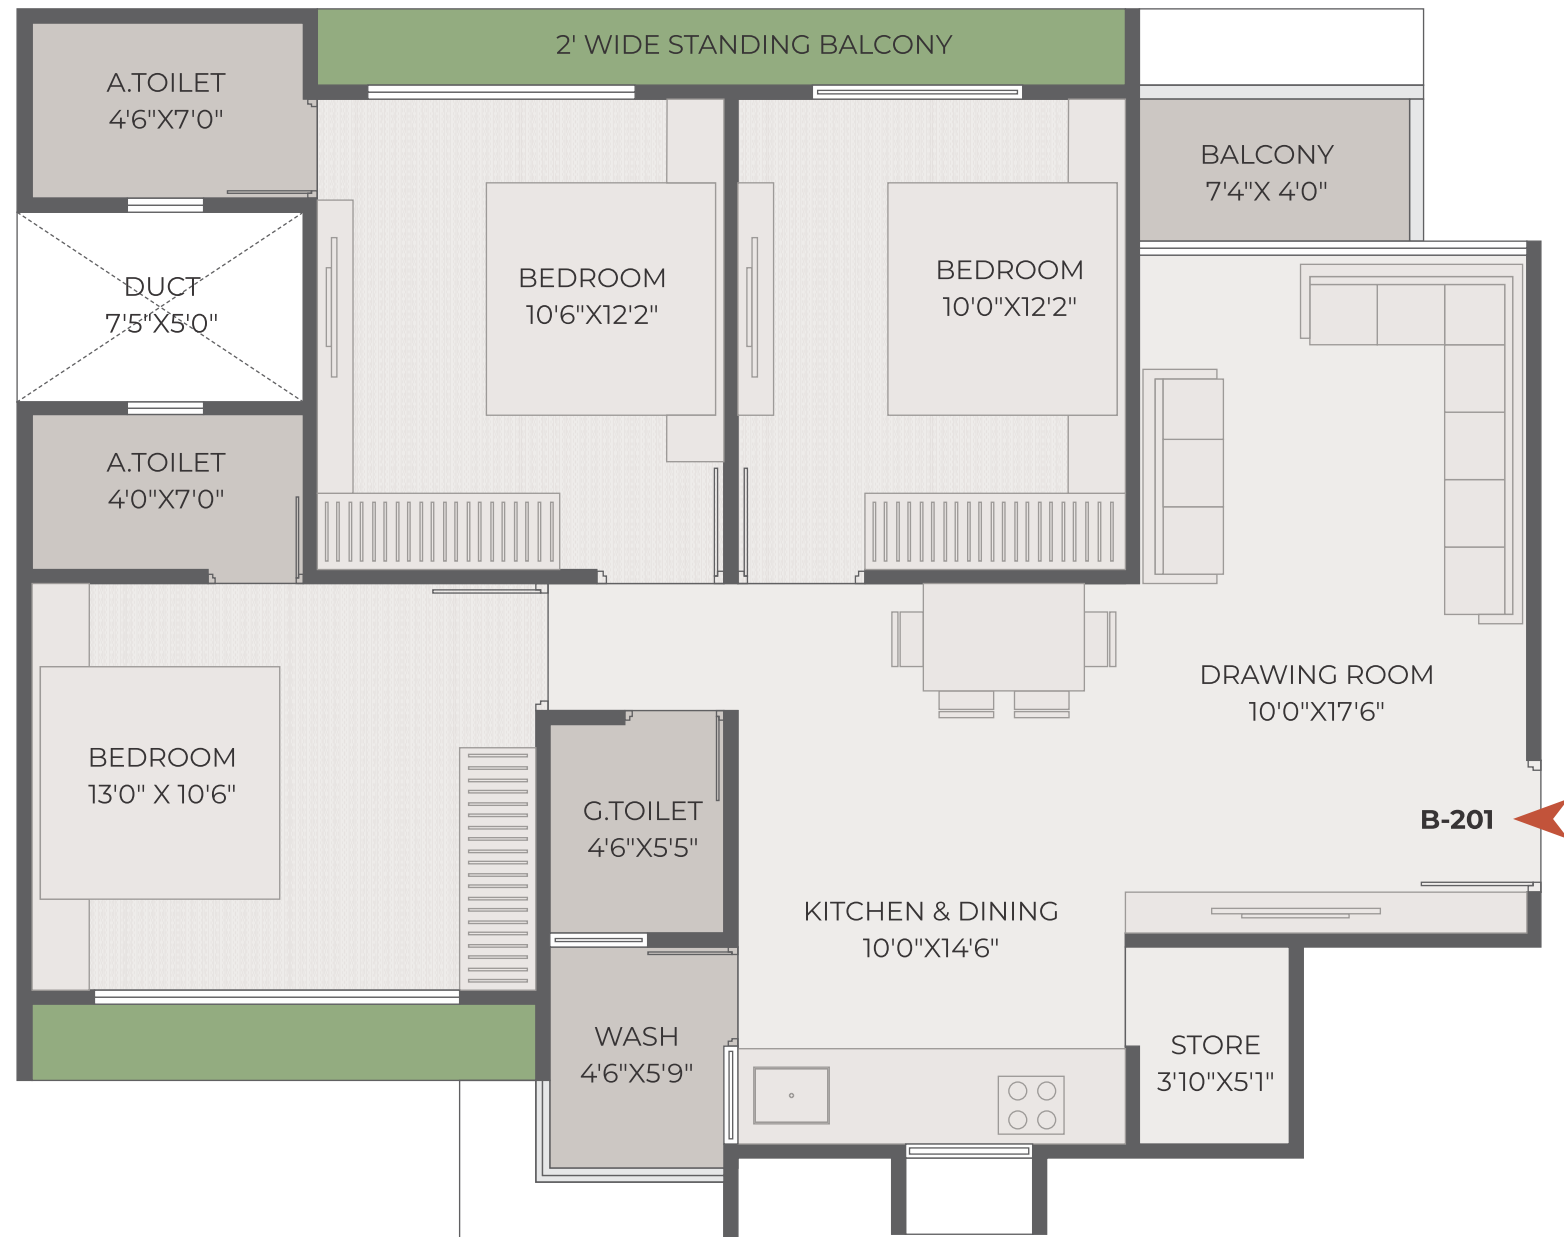 2' WIDE STANDING BALCONY
A.TOILET
4'6"X7'0"
BALCONY
7'4"X 4'0"
DUCT
7'5"X5'0"
BEDROOM
10'6"X12'2"
BEDROOM
10'0"X12'2"
A.TOILET
4'0"X7'0"
DRAWING ROOM
10'0"X17'6"
BEDROOM
13'0" X 10'6"
G.TOILET
4'6"X5'5"
B-201
KITCHEN & DINING
10'0"X14'6"
WASH
4'6"X5'9"
STORE
3'10"X5'1"